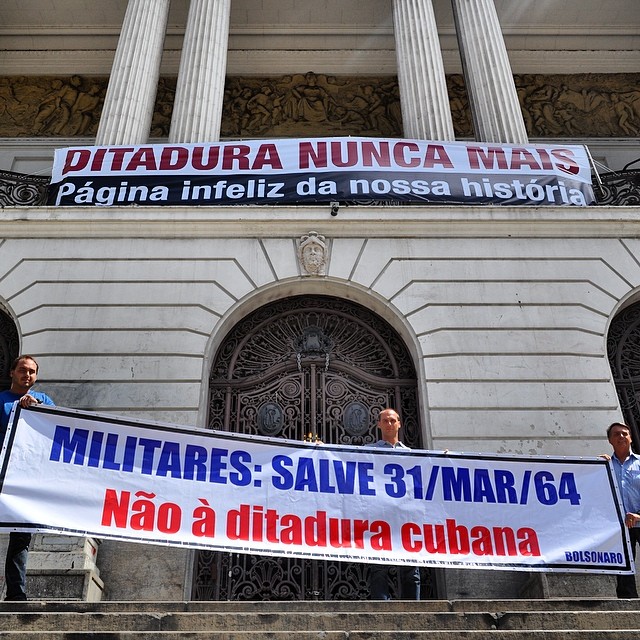 DITADURA NUNCA MAIS
Página infeliz da nossa história
MILITARES: SALVE 31/MAR/64
Não à ditadura cubana
BOLSONARO